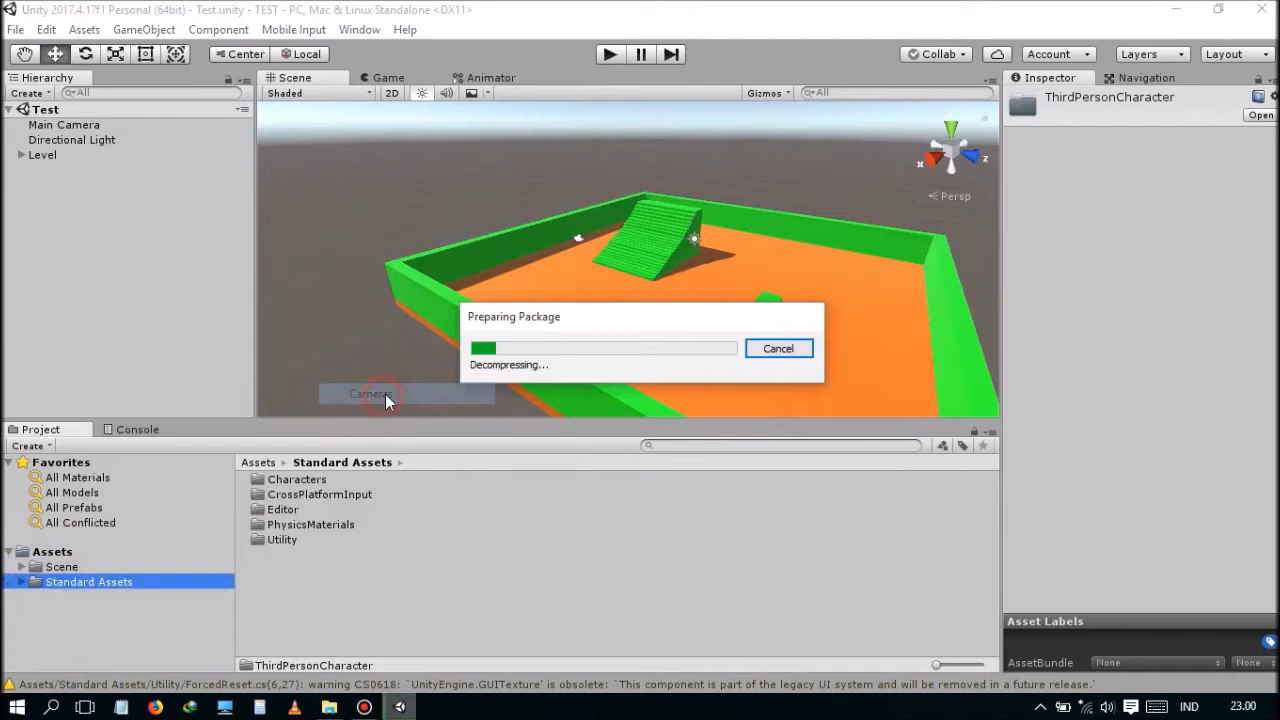 Unity 2017.4.17f1 Personal (64bit) - Test.unity - TEST - PC, Mac & Linux Standalone <DX11>
File Edit Assets GameObject Component Mobile Input Window Help
Center Local Collab Account Layers Layout
Hierarchy
Create All
Test
Main Camera
Directional Light
Level
Scene Game Animator
Shaded 2D Gizmos All
x z
Persp
Inspector Navigation
ThirdPersonCharacter
Open
Preparing Package
Cancel
Decompressing...
Cameras
Project Console
Create
Favorites
All Materials
All Models
All Prefabs
All Conflicted
Assets
Scene
Standard Assets
Assets Standard Assets
Characters
CrossPlatformInput
Editor
PhysicsMaterials
Utility
ThirdPersonCharacter
Asset Labels
AssetBundle None None
Assets/Standard Assets/Utility/ForcedReset.cs(6,27): warning CS0618: `UnityEngine.GUITexture' is obsolete: `This component is part of the legacy UI system and will be removed in a future release.'
IND 23.00